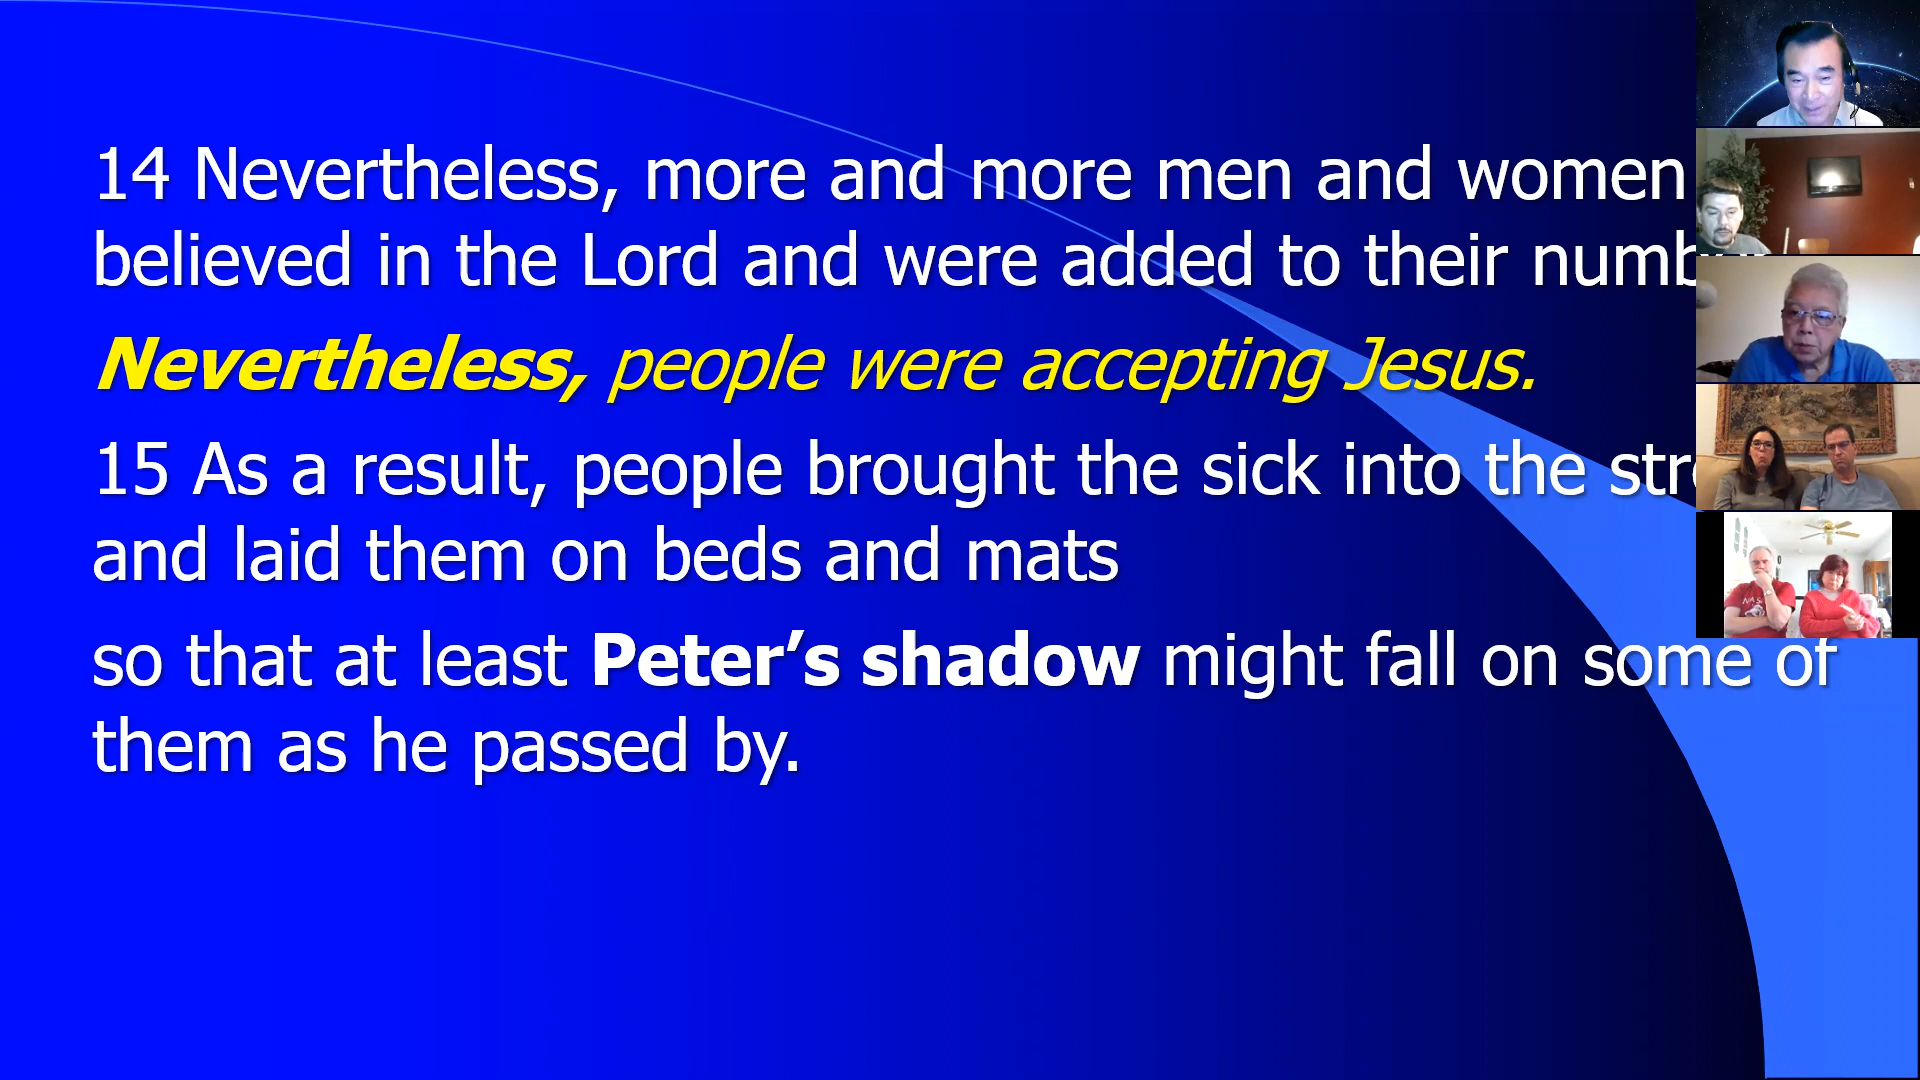 14 Nevertheless, more and more men and women
believed in the Lord and were added to their
Nevertheless, people were accepting Jesus.
15 As a result, people brought the sick into the
and laid them on beds and mats
so that at least Peter’s shadow might fall on some of
them as he passed by.